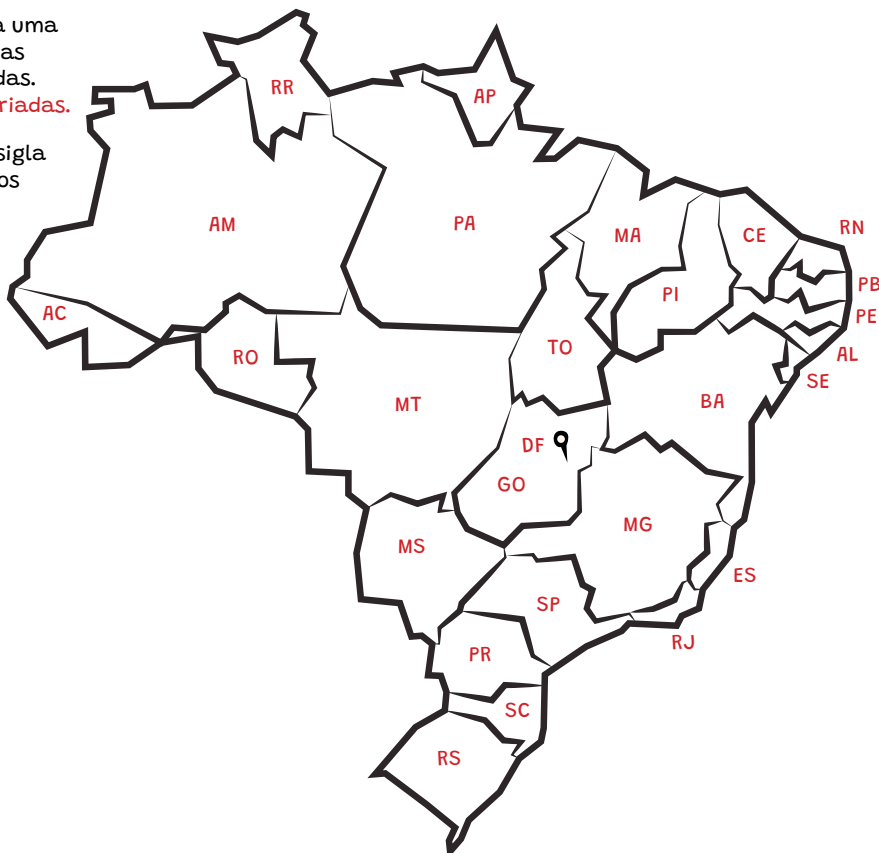 a uma
as
das.
riadas.
sigla
os
RR
AP
AM
PA
MA
CE
RN
PB
PE
AL
SE
PI
AC
RO
TO
BA
MT
DF
GO
MG
MS
ES
SP
RJ
PR
SC
RS